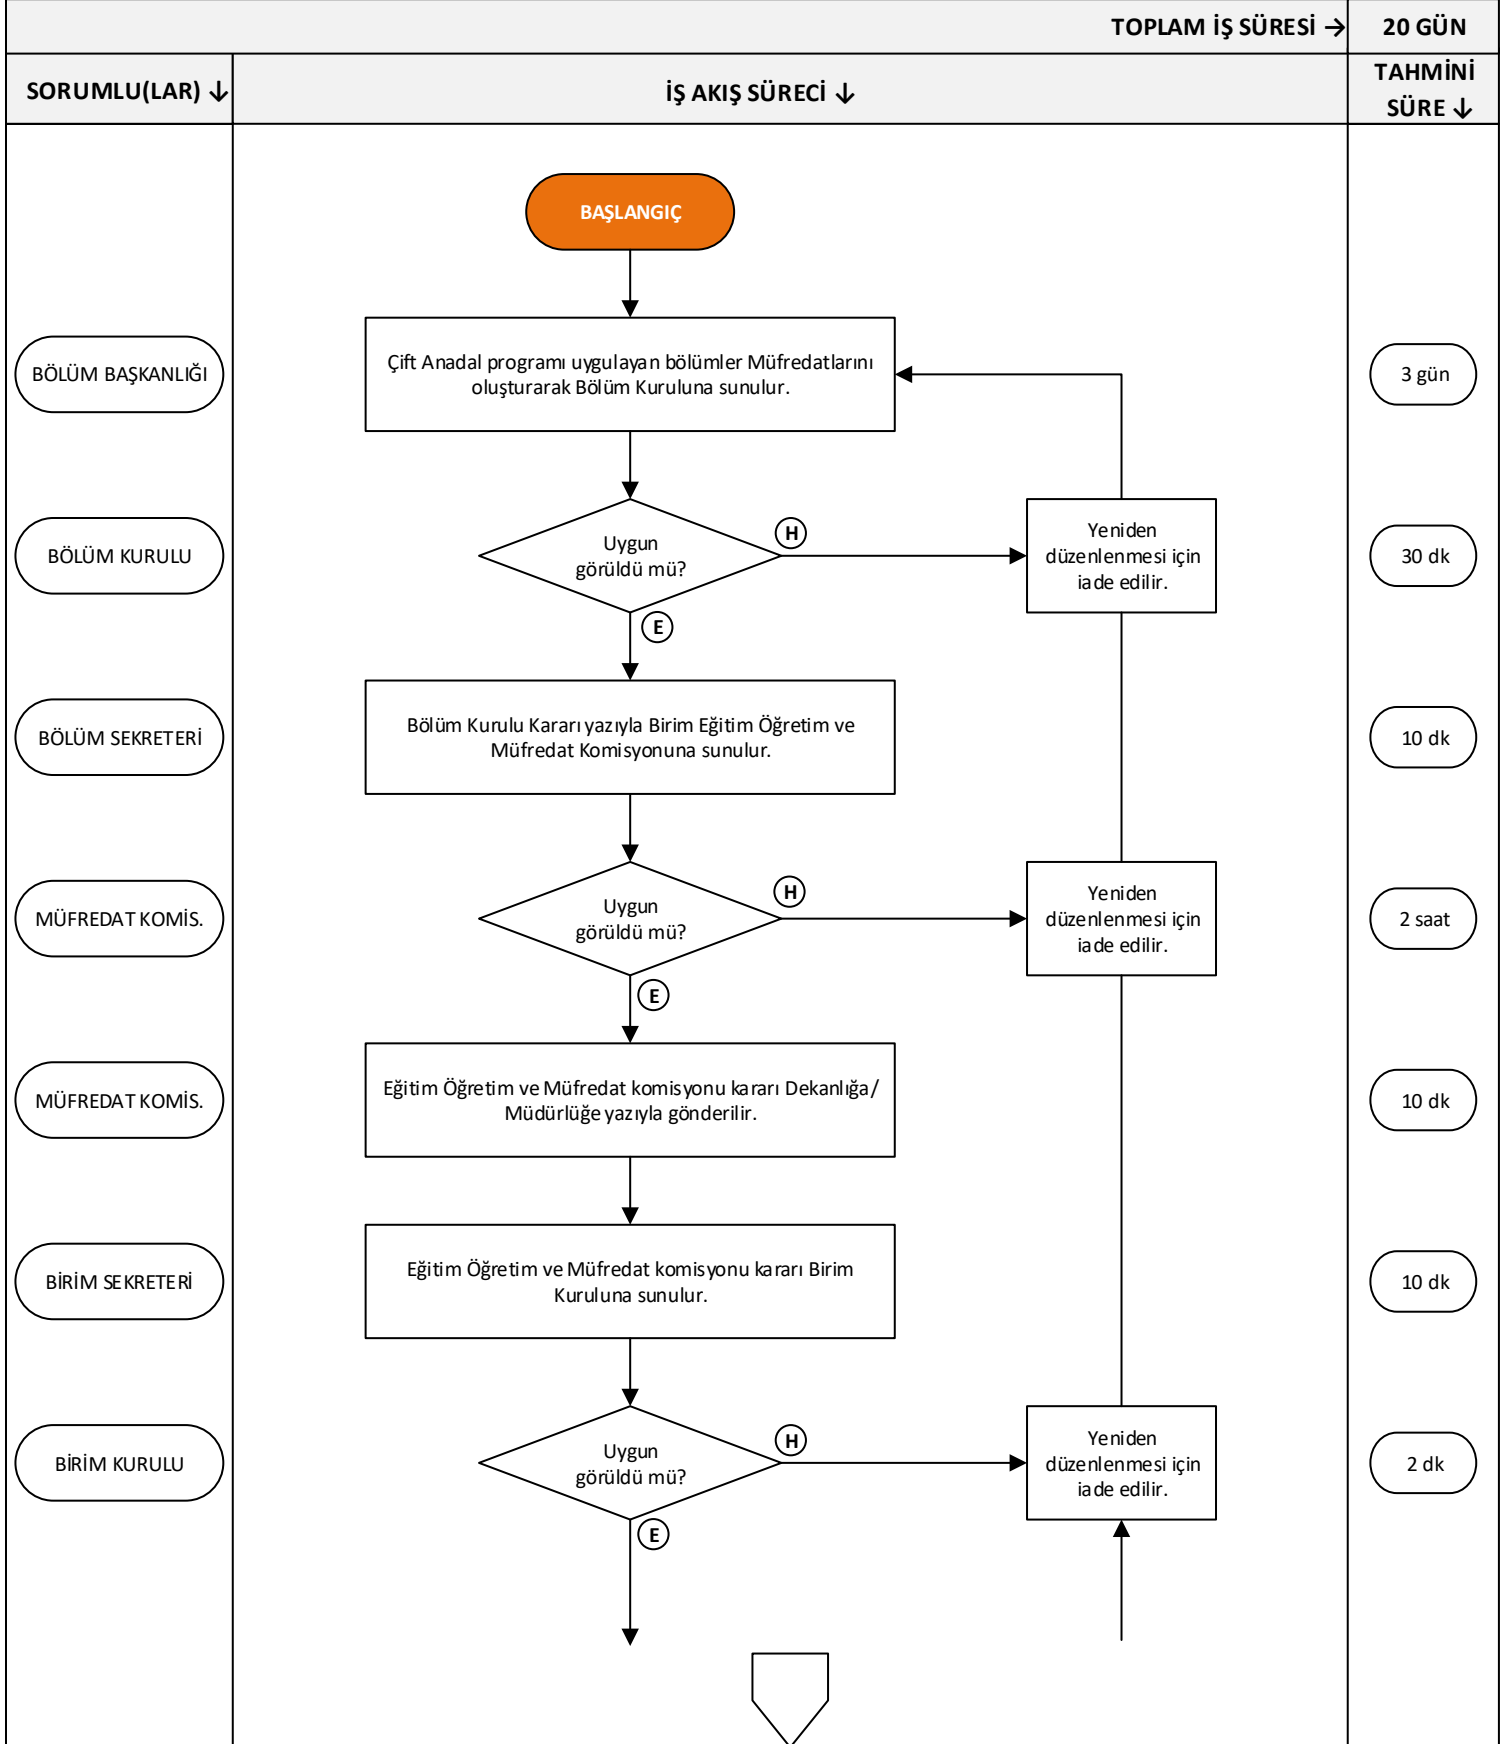 TOPLAM İŞ SÜRESİ → 20 GÜN
SORUMLU(LAR) ↓
İŞ AKIŞ SÜRECİ ↓
TAHMİNİ
SÜRE ↓
BAŞLANGIÇ
BÖLÜM BAŞKANLIĞI
Çift Anadal programı uygulayan bölümler Müfredatlarını
oluşturarak Bölüm Kuruluna sunulur.
3 gün
BÖLÜM KURULU
Uygun
görüldü mü?
H
E
Yeniden
düzenlenmesi için
iade edilir.
30 dk
BÖLÜM SEKRETERİ
Bölüm Kurulu Kararı yazıyla Birim Eğitim Öğretim ve
Müfredat Komisyonuna sunulur.
10 dk
MÜFREDAT KOMİS.
Uygun
görüldü mü?
H
E
Yeniden
düzenlenmesi için
iade edilir.
2 saat
MÜFREDAT KOMİS.
Eğitim Öğretim ve Müfredat komisyonu kararı Dekanlığa/
Müdürlüğe yazıyla gönderilir.
10 dk
BİRİM SEKRETERİ
Eğitim Öğretim ve Müfredat komisyonu kararı Birim
Kuruluna sunulur.
10 dk
BİRİM KURULU
Uygun
görüldü mü?
H
E
Yeniden
düzenlenmesi için
iade edilir.
2 dk